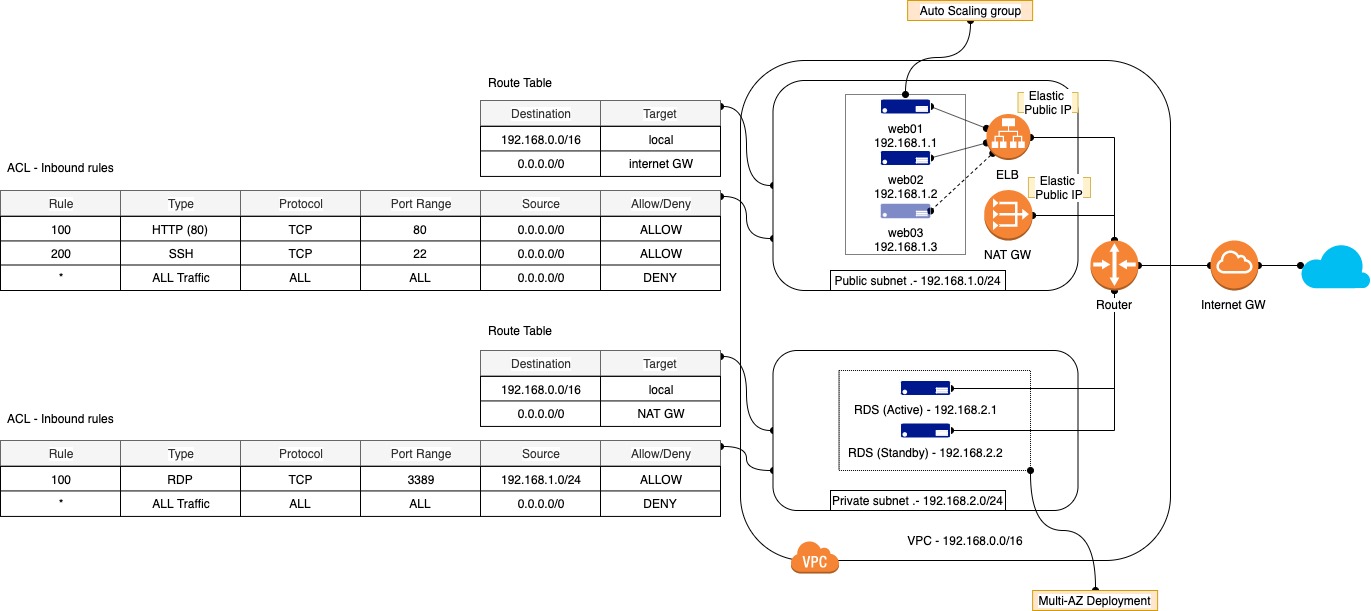 Auto Scaling group
Route Table
Destination Target
192.168.0.0/16 local
0.0.0.0/0 internet GW
ACL - Inbound rules
Rule Type Protocol Port Range Source Allow/Deny
100 HTTP (80) TCP 80 0.0.0.0/0 ALLOW
200 SSH TCP 22 0.0.0.0/0 ALLOW
* ALL Traffic ALL ALL 0.0.0.0/0 DENY
web01
192.168.1.1
web02
192.168.1.2
web03
192.168.1.3
Elastic
Public IP
ELB
Elastic
Public IP
NAT GW
Public subnet .- 192.168.1.0/24
Router
Internet GW
Route Table
Destination Target
192.168.0.0/16 local
0.0.0.0/0 NAT GW
ACL - Inbound rules
Rule Type Protocol Port Range Source Allow/Deny
100 RDP TCP 3389 192.168.1.0/24 ALLOW
* ALL Traffic ALL ALL 0.0.0.0/0 DENY
RDS (Active) - 192.168.2.1
RDS (Standby) - 192.168.2.2
Private subnet .- 192.168.2.0/24
VPC - 192.168.0.0/16
VPC
Multi-AZ Deployment